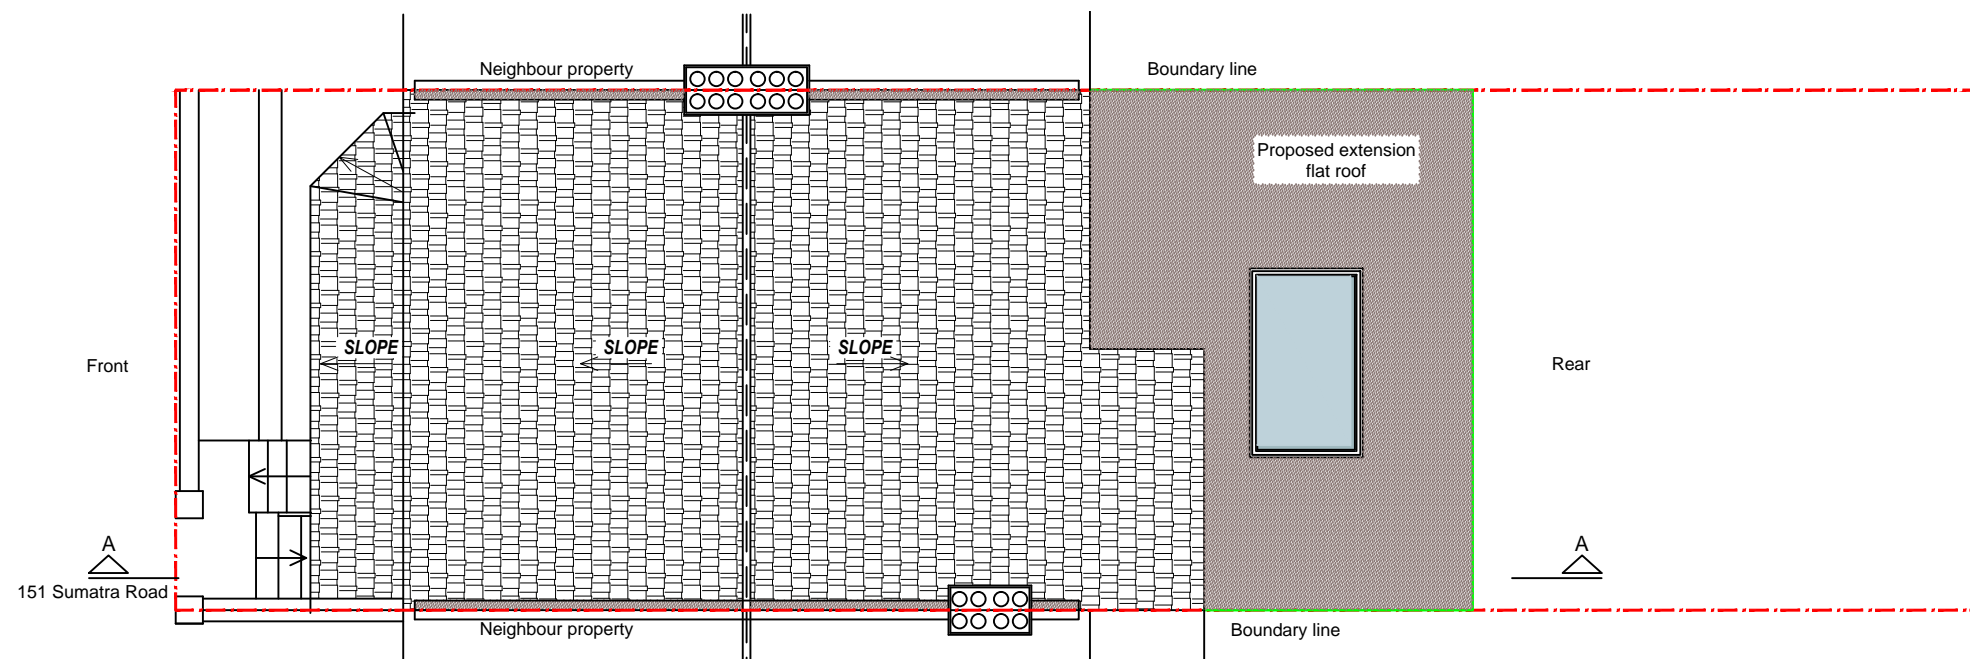 Neighbour property
Boundary line
Proposed extension
flat roof
SLOPE
SLOPE
SLOPE
Front
Rear
A
A
151 Sumatra Road
Neighbour property
Boundary line